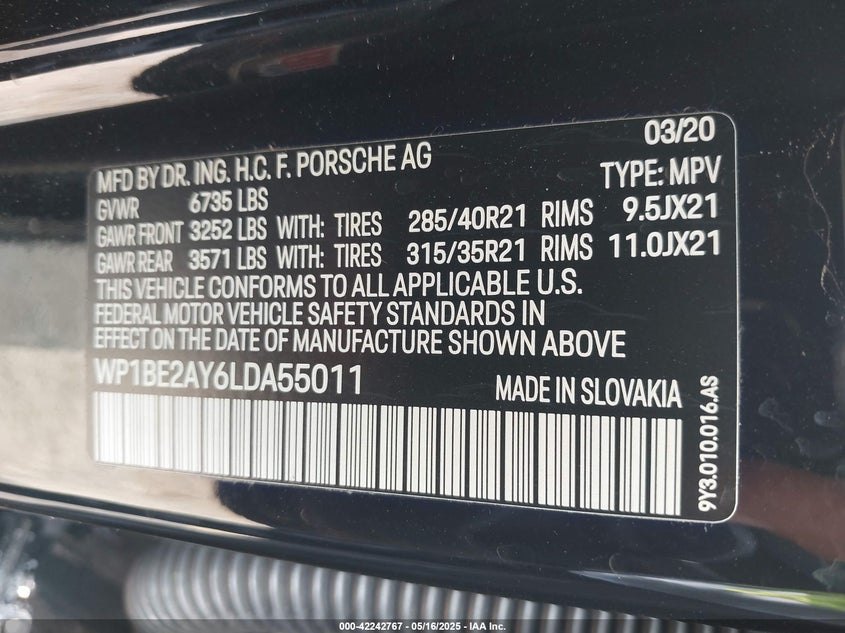 03/20
MFD BY DR. ING. H.C. F. PORSCHE AG
TYPE: MPV
GVWR 6735 LBS
GAWR FRONT 3252 LBS WITH: TIRES 285/40R21 RIMS 9.5JX21
GAWR REAR 3571 LBS WITH: TIRES 315/35R21 RIMS 11.0JX21
THIS VEHICLE CONFORMS TO ALL APPLICABLE U.S.
FEDERAL MOTOR VEHICLE SAFETY STANDARDS IN
EFFECT ON THE DATE OF MANUFACTURE SHOWN ABOVE
WP1BE2AY6LDA55011 MADE IN SLOVAKIA
9Y3.010.016.AS
000-42242767 - 05/16/2025 - IAA Inc.